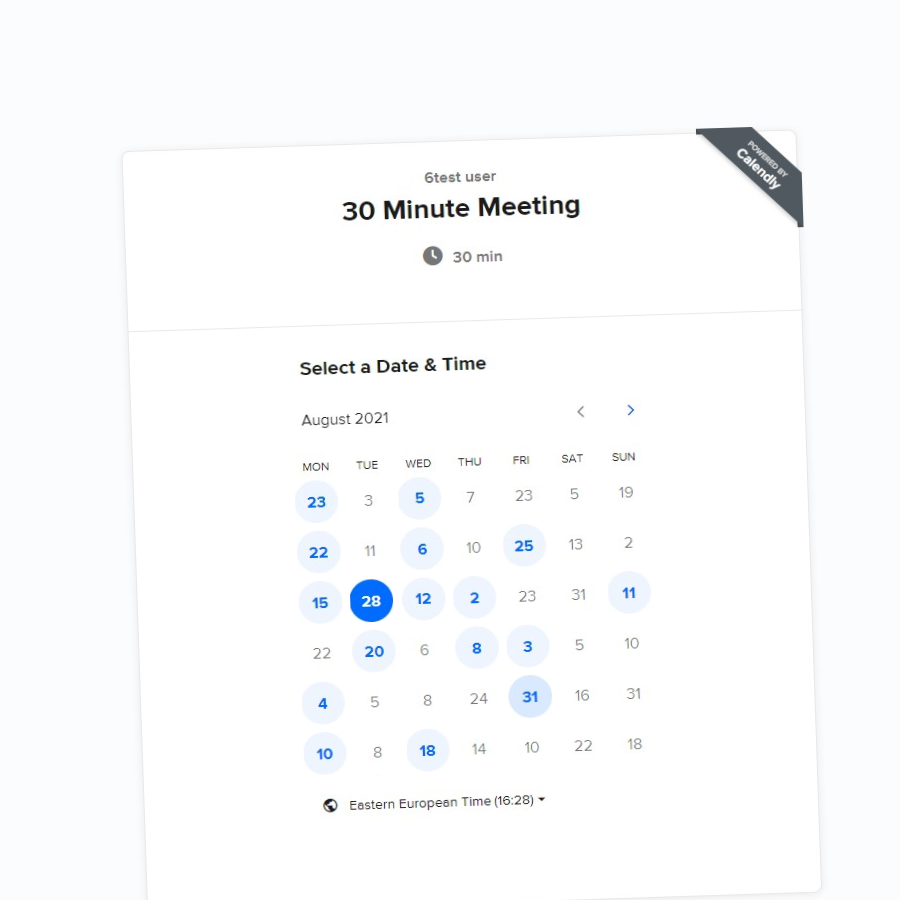 POWERED BY
Calendly
6test user
30 Minute Meeting
30 min
Select a Date & Time
August 2021
MON TUE WED THU FRI SAT SUN
23 3 5 7 23 5 19
22 11 6 10 25 13 2
15 28 12 2 23 31 11
22 20 6 8 3 5 10
4 5 8 24 31 16 31
10 8 18 14 10 22 18
Eastern European Time (16:28)